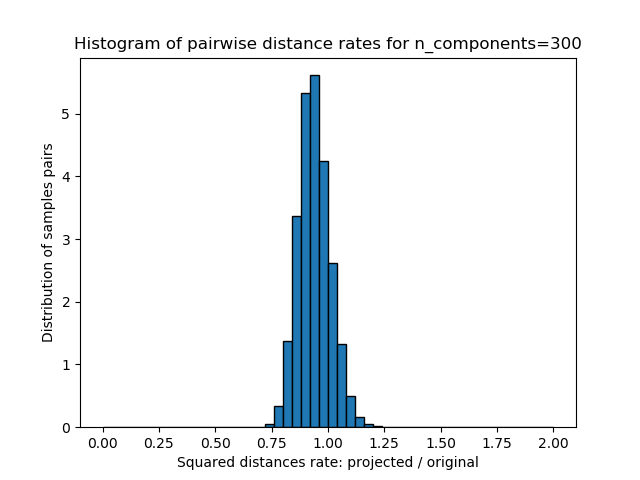 Histogram of pairwise distance rates for n_components=300
Distribution of samples pairs
5
4
3
2
1
0
0.00 0.25 0.50 0.75 1.00 1.25 1.50 1.75 2.00
Squared distances rate: projected / original